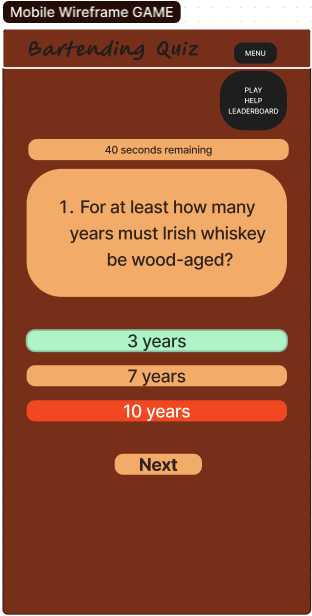 Mobile Wireframe GAME
Bartending Quiz
MENU
PLAY
HELP
LEADERBOARD
40 seconds remaining
1. For at least how many
years must Irish whiskey
be wood-aged?
3 years
7 years
10 years
Next